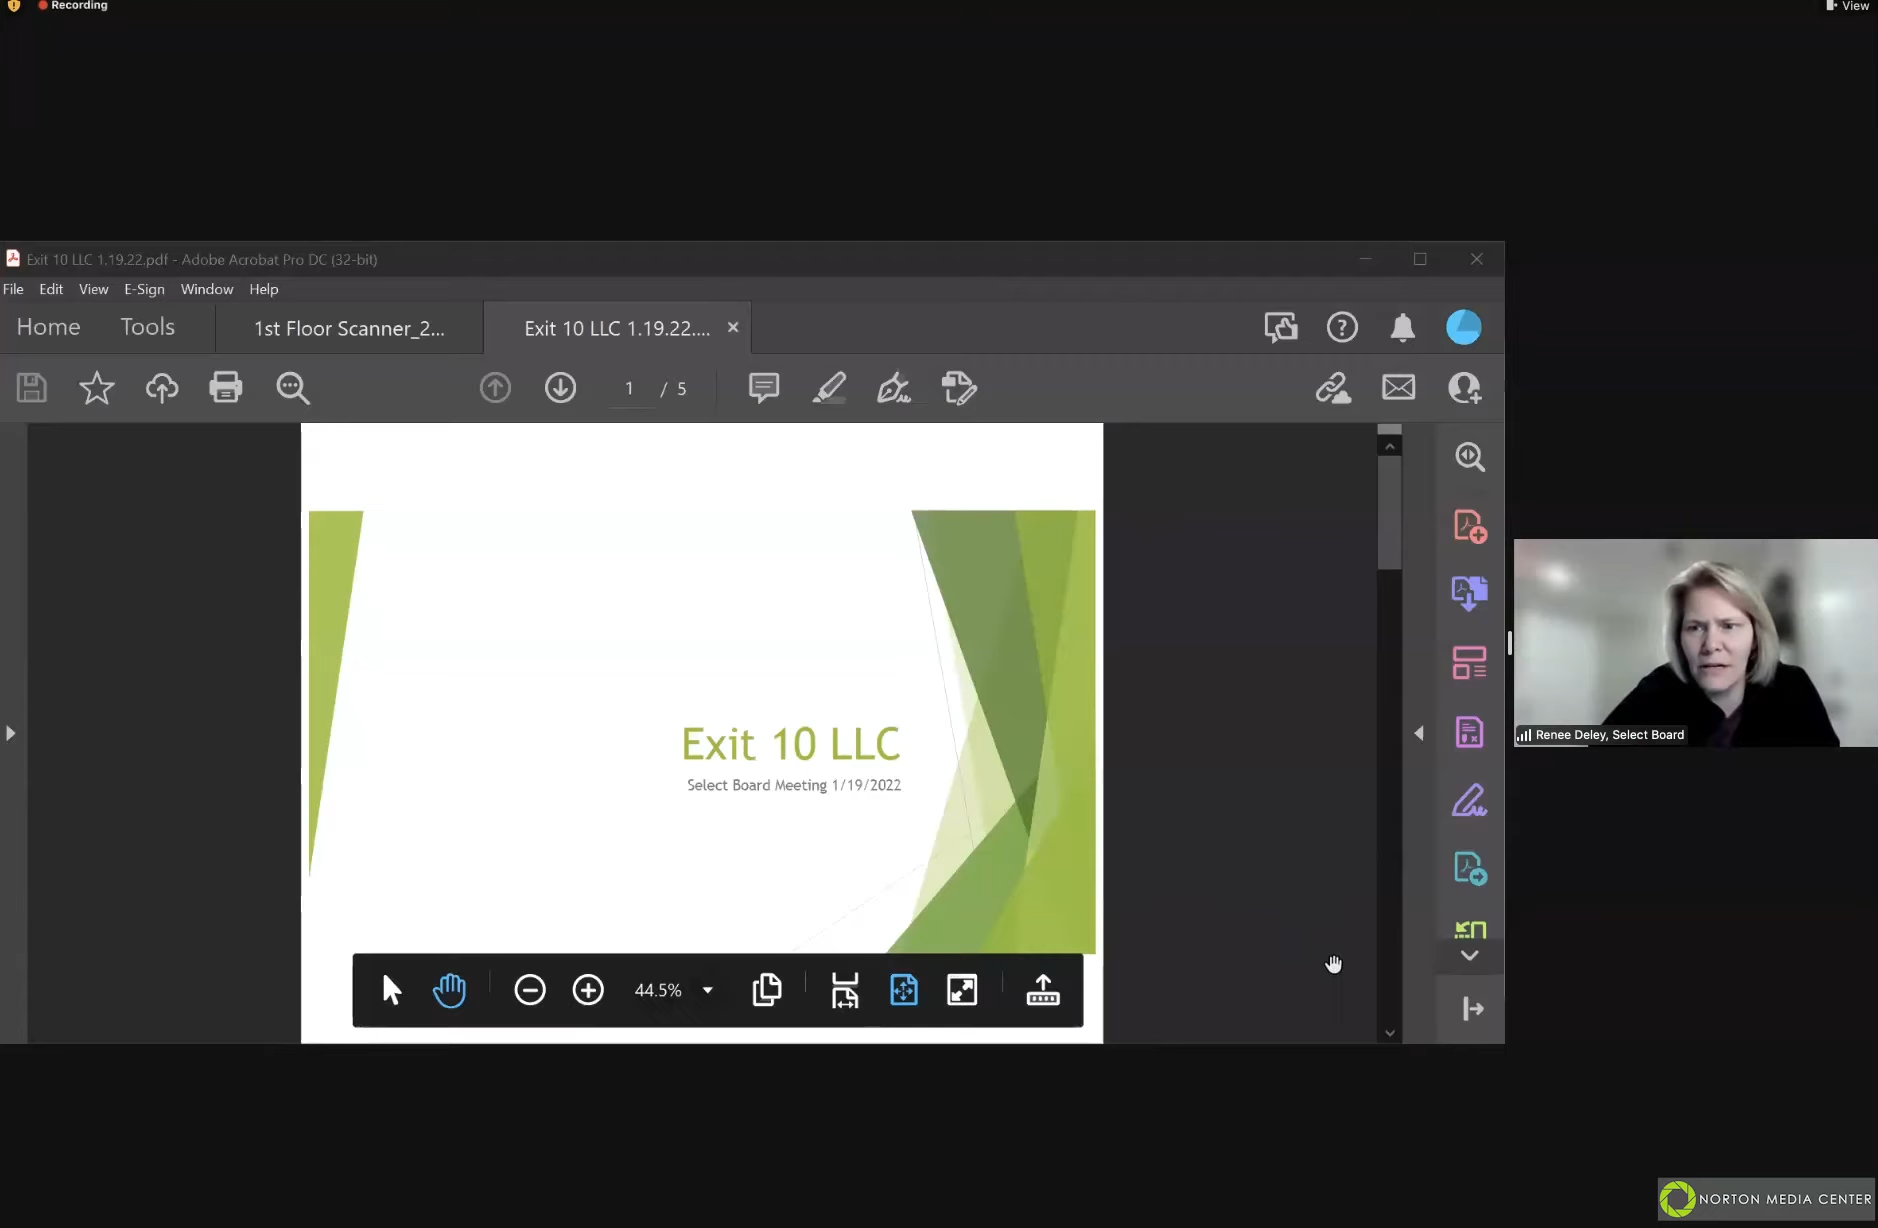 Recording
View
Exit 10 LLC 1.19.22.pdf - Adobe Acrobat Pro DC (32-bit)
File Edit View E-Sign Window Help
Home Tools 1st Floor Scanner_2... Exit 10 LLC 1.19.22.... ×
1 / 5
Exit 10 LLC
Select Board Meeting 1/19/2022
44.5%
Renee Deley, Select Board
NORTON MEDIA CENTER